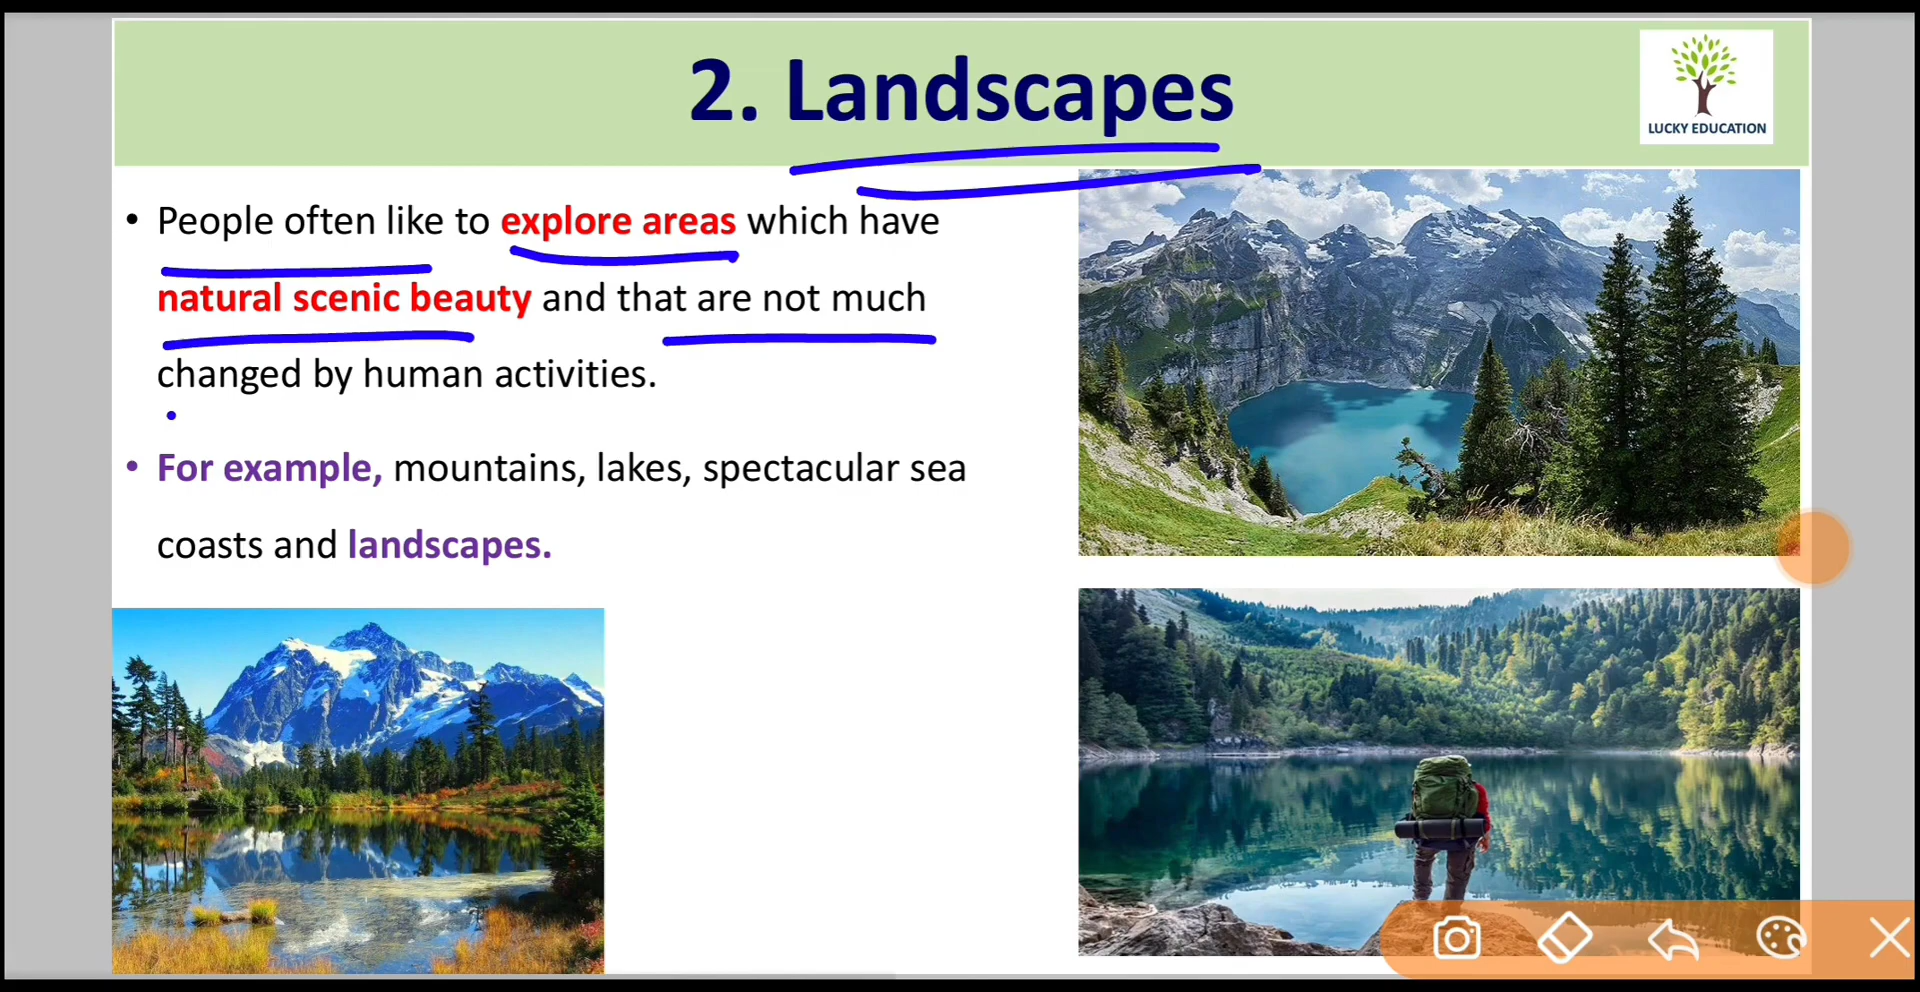 2. Landscapes
LUCKY EDUCATION
• People often like to explore areas which have
natural scenic beauty and that are not much
changed by human activities.
• For example, mountains, lakes, spectacular sea
coasts and landscapes.